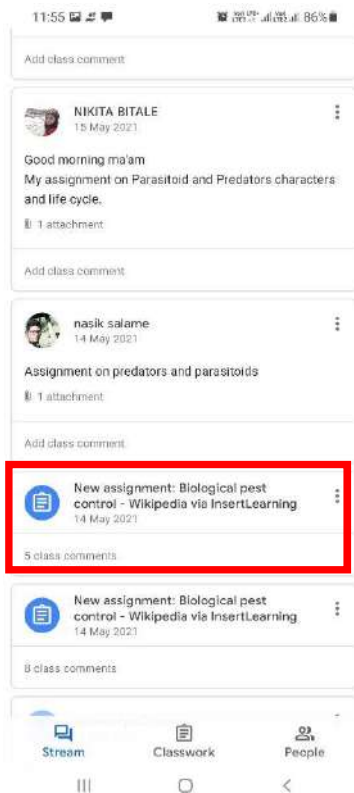 11:55
86%
Add class comment
NIKITA BITALE
15 May 2021
Good morning ma'am
My assignment on Parasitoid and Predators characters
and life cycle.
1 attachment
Add class comment
nasik salame
14 May 2021
Assignment on predators and parasitoids
1 attachment
Add class comment
New assignment: Biological pest
control - Wikipedia via InsertLearning
14 May 2021
5 class comments
New assignment: Biological pest
control - Wikipedia via InsertLearning
14 May 2021
8 class comments
Stream
Classwork
People